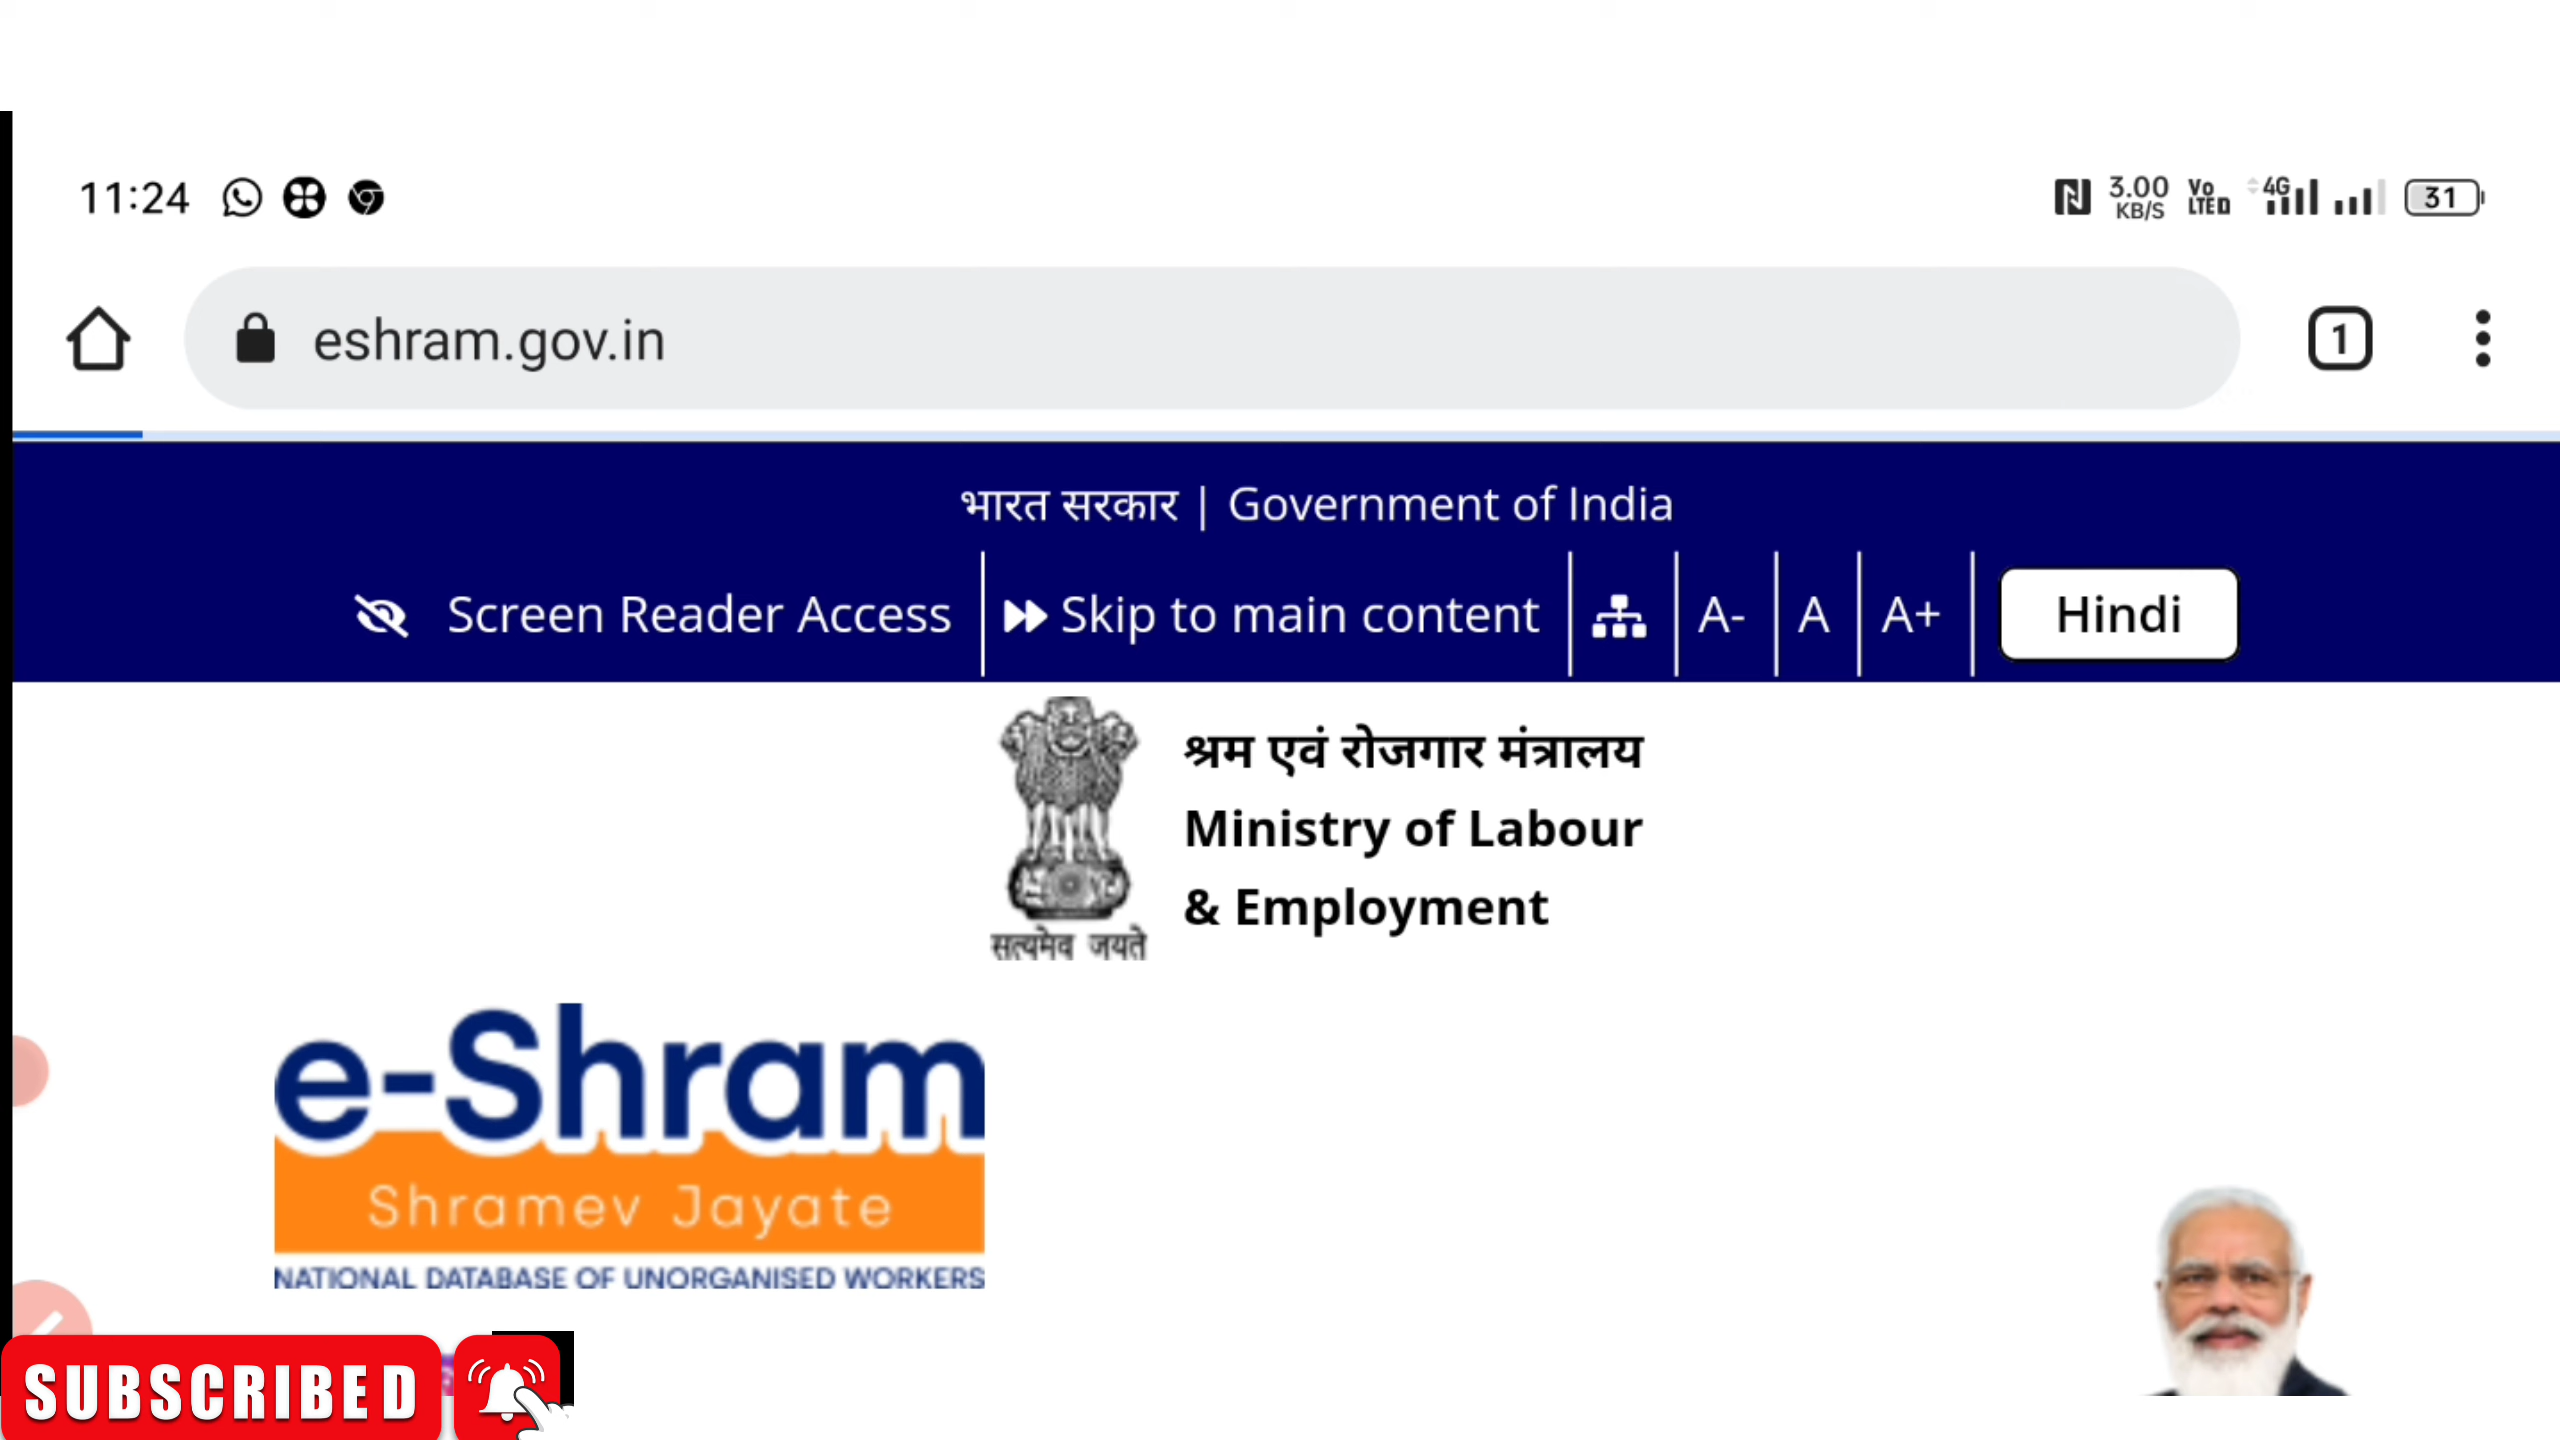 11:24
3.00
KB/S
Vo
LTE
4G
31
eshram.gov.in
1
भारत सरकार | Government of India
Screen Reader Access
Skip to main content
A-
A
A+
Hindi
श्रम एवं रोजगार मंत्रालय
Ministry of Labour
& Employment
सत्यमेव जयते
e-Shram
Shramev Jayate
NATIONAL DATABASE OF UNORGANISED WORKERS
SUBSCRIBED